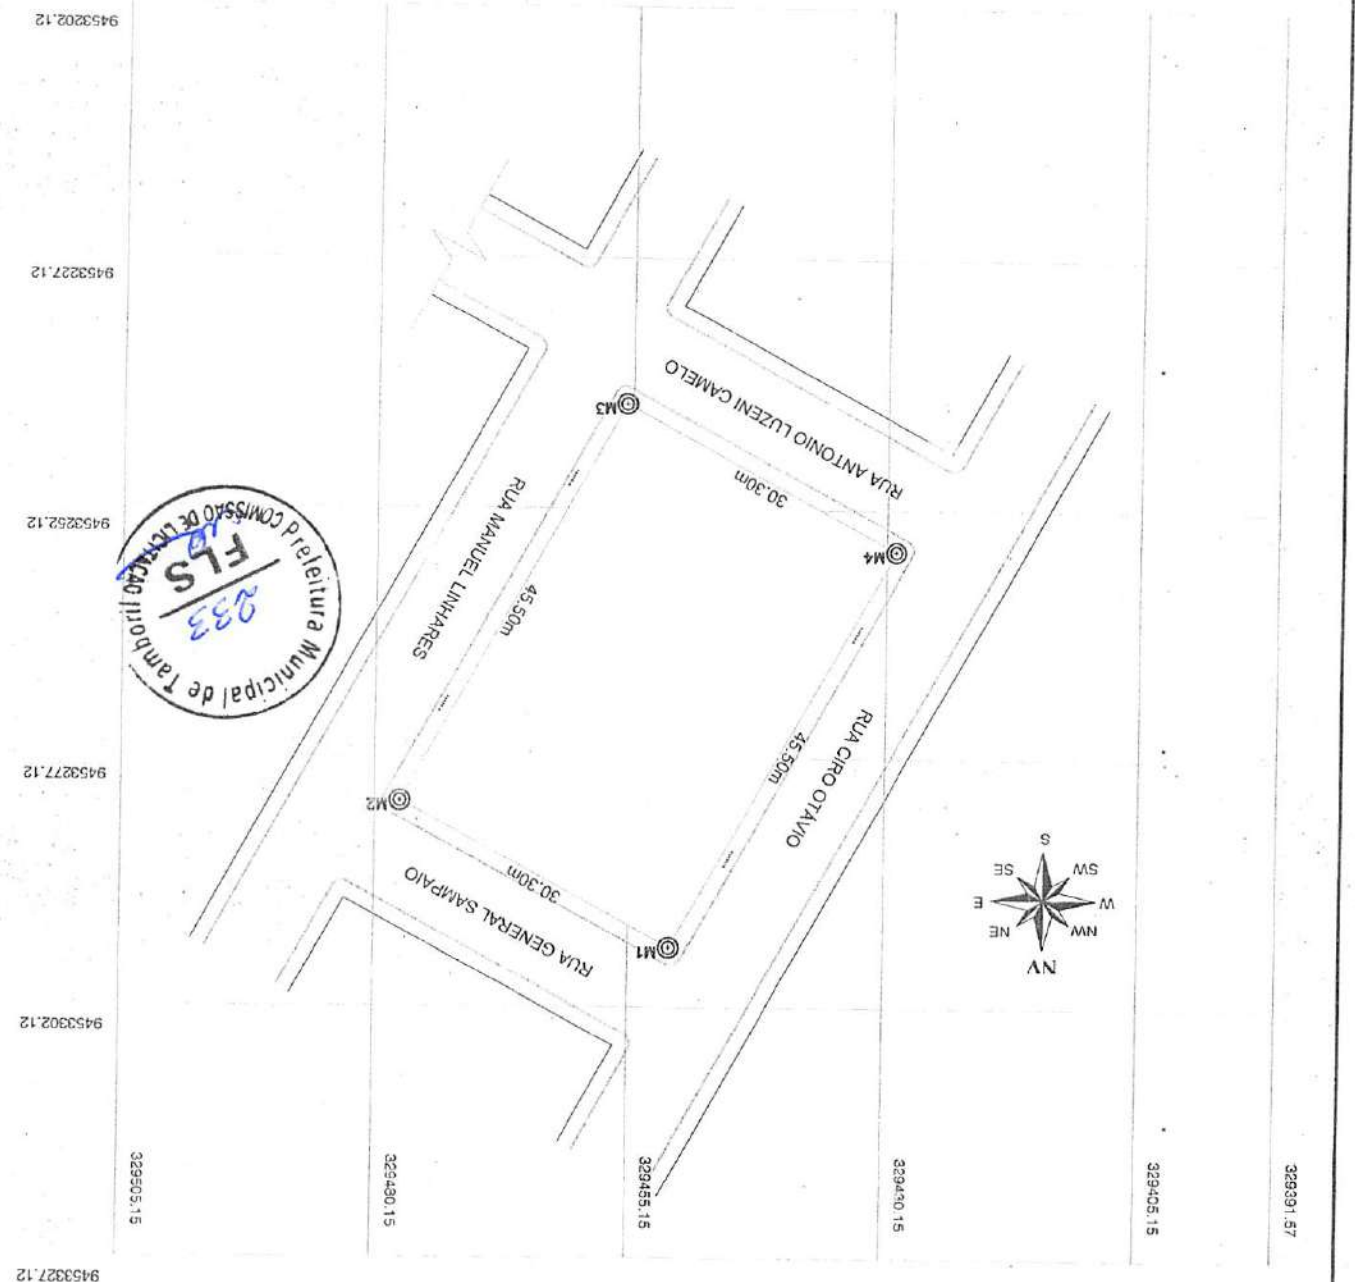 9453327.12
329391.57
329405.15
329430.15
329455.15
329480.15
329505.15
9453302.12
NV
NW
NE
W
E
SW
SE
S
M1
RUA GENERAL SAMPAIO
30.30m
M2
RUA CIRO OTÁVIO
45.50m
9453277.12
45.50m
RUA MANUEL LINHARES
Prefeitura Municipal de Tamboril
COMISSÃO DE LICITAÇÃO
233
FLS
M4
30.30m
RUA ANTONIO LUZENI CAMELO
M3
9453252.12
9453227.12
9453202.12